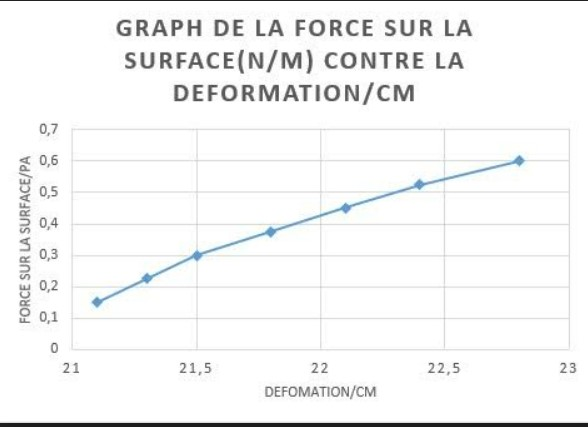 GRAPH DE LA FORCE SUR LA
SURFACE(N/M) CONTRE LA
DEFORMATION/CM
FORCE SUR LA SURFACE/PA
0,7
0,6
0,5
0,4
0,3
0,2
0,1
0
21
21,5
22
22,5
23
DEFOMATION/CM